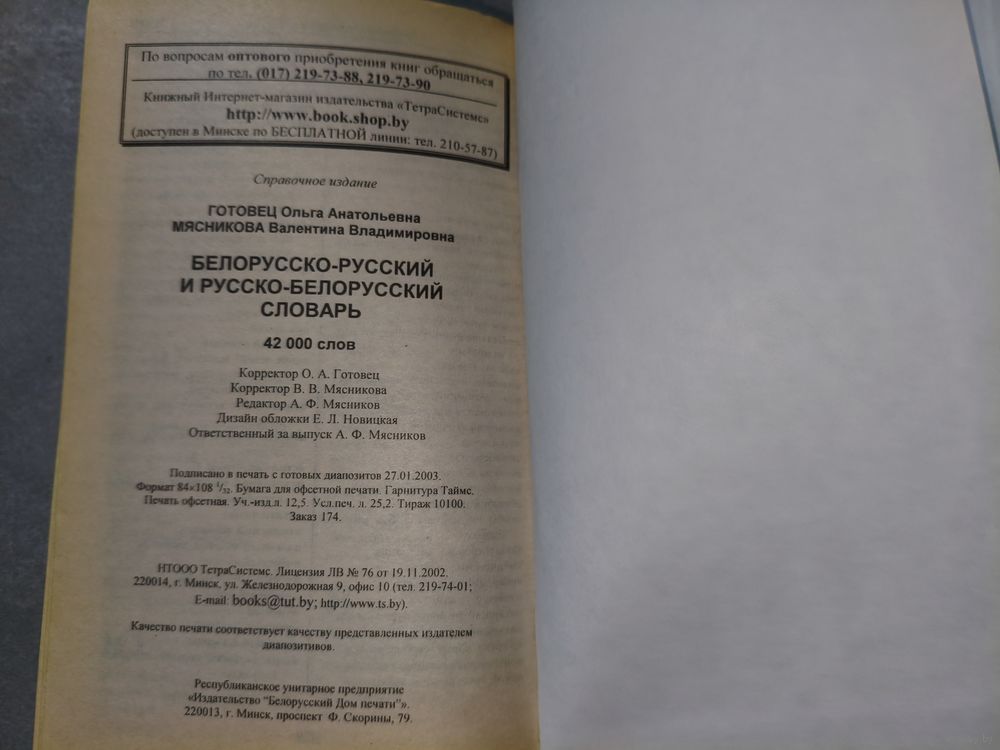 По вопросам оптового приобретения книг обращаться
по тел. (017) 219-73-88, 219-73-90
Книжный Интернет-магазин издательства «ТетраСистемс»
http://www.book.shop.by
(доступен в Минске по БЕСПЛАТНОЙ линии: тел. 210-57-87)
Справочное издание
ГОТОВЕЦ Ольга Анатольевна
МЯСНИКОВА Валентина Владимировна
БЕЛОРУССКО-РУССКИЙ
И РУССКО-БЕЛОРУССКИЙ
СЛОВАРЬ
42 000 слов
Корректор О. А. Готовец
Корректор В. В. Мясникова
Редактор А. Ф. Мясников
Дизайн обложки Е. Л. Новицкая
Ответственный за выпуск А. Ф. Мясников
Подписано в печать с готовых диапозитов 27.01.2003.
Формат 84×108 1/32. Бумага для офсетной печати. Гарнитура Таймс.
Печать офсетная. Уч.-изд.л. 12,5. Усл.печ. л. 25,2. Тираж 10100.
Заказ 174.
НТООО ТетраСистемс. Лицензия ЛВ № 76 от 19.11.2002.
220014, г. Минск, ул. Железнодорожная 9, офис 10 (тел. 219-74-01;
E-mail: books@tut.by; http://www.ts.by).
Качество печати соответствует качеству представленных издателем
диапозитивов.
Республиканское унитарное предприятие
«Издательство "Белорусский Дом печати"».
220013, г. Минск, проспект Ф. Скорины, 79.